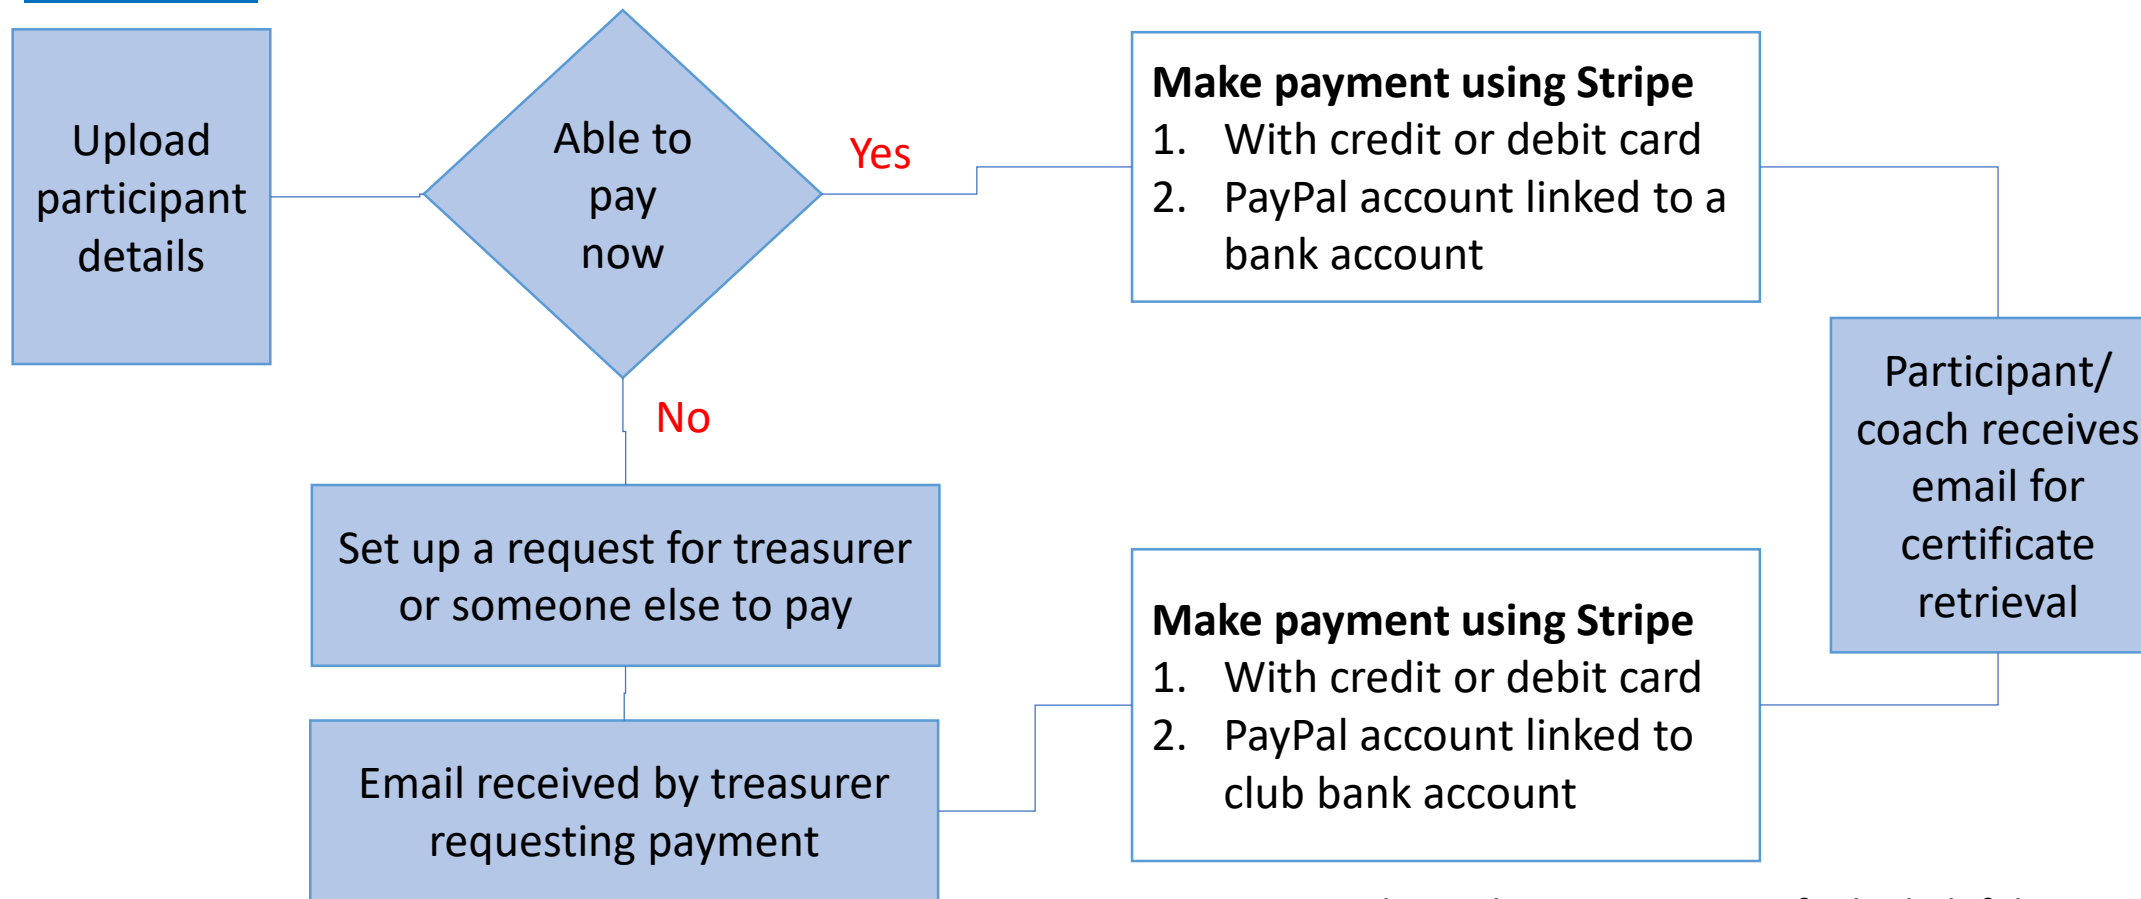 Upload
participant
details
Able to
pay
now
Yes
Make payment using Stripe
1. With credit or debit card
2. PayPal account linked to a
bank account
No
Set up a request for treasurer
or someone else to pay
Email received by treasurer
requesting payment
Make payment using Stripe
1. With credit or debit card
2. PayPal account linked to
club bank account
Participant/
coach receives
email for
certificate
retrieval